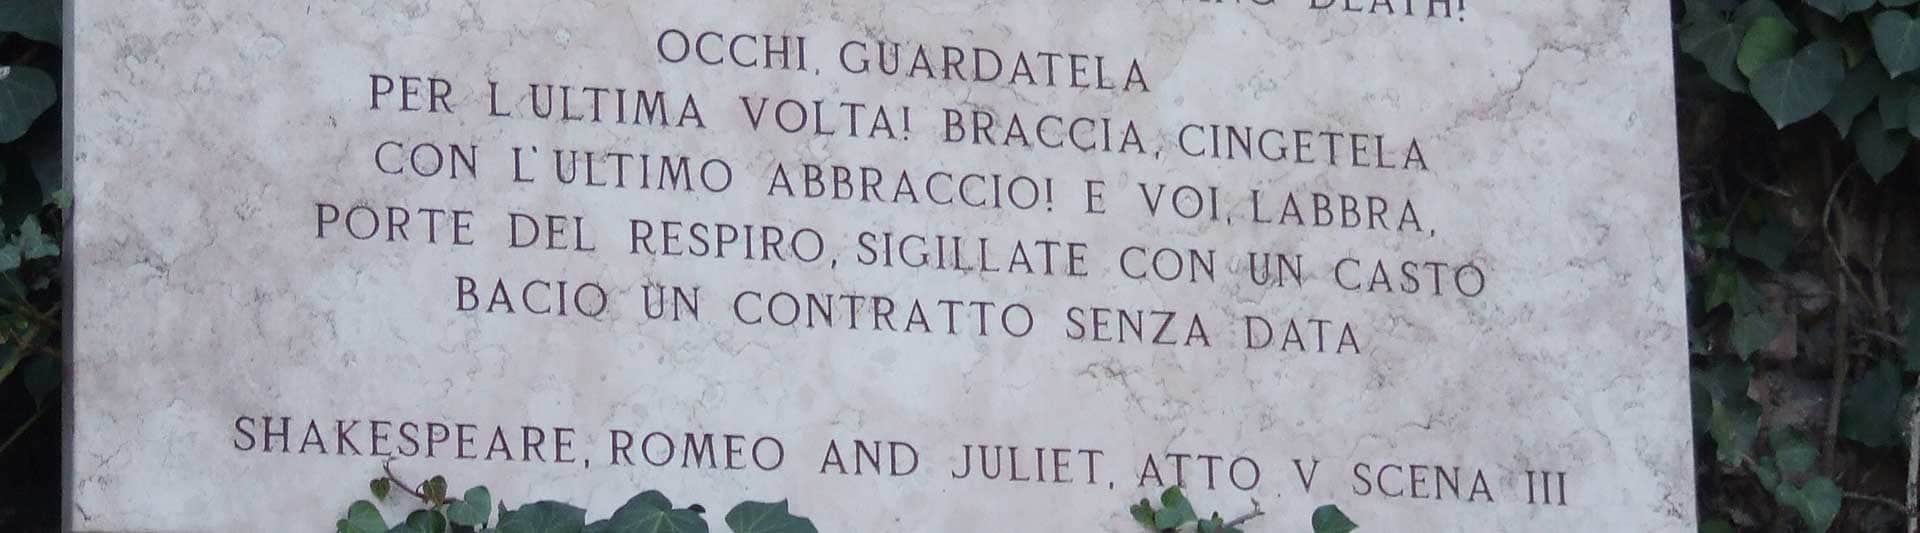 DEATH!
OCCHI, GUARDATELA
PER L'ULTIMA VOLTA! BRACCIA, CINGETELA
CON L'ULTIMO ABBRACCIO! E VOI, LABBRA,
PORTE DEL RESPIRO, SIGILLATE CON UN CASTO
BACIO UN CONTRATTO SENZA DATA
SHAKESPEARE, ROMEO AND JULIET, ATTO V SCENA III